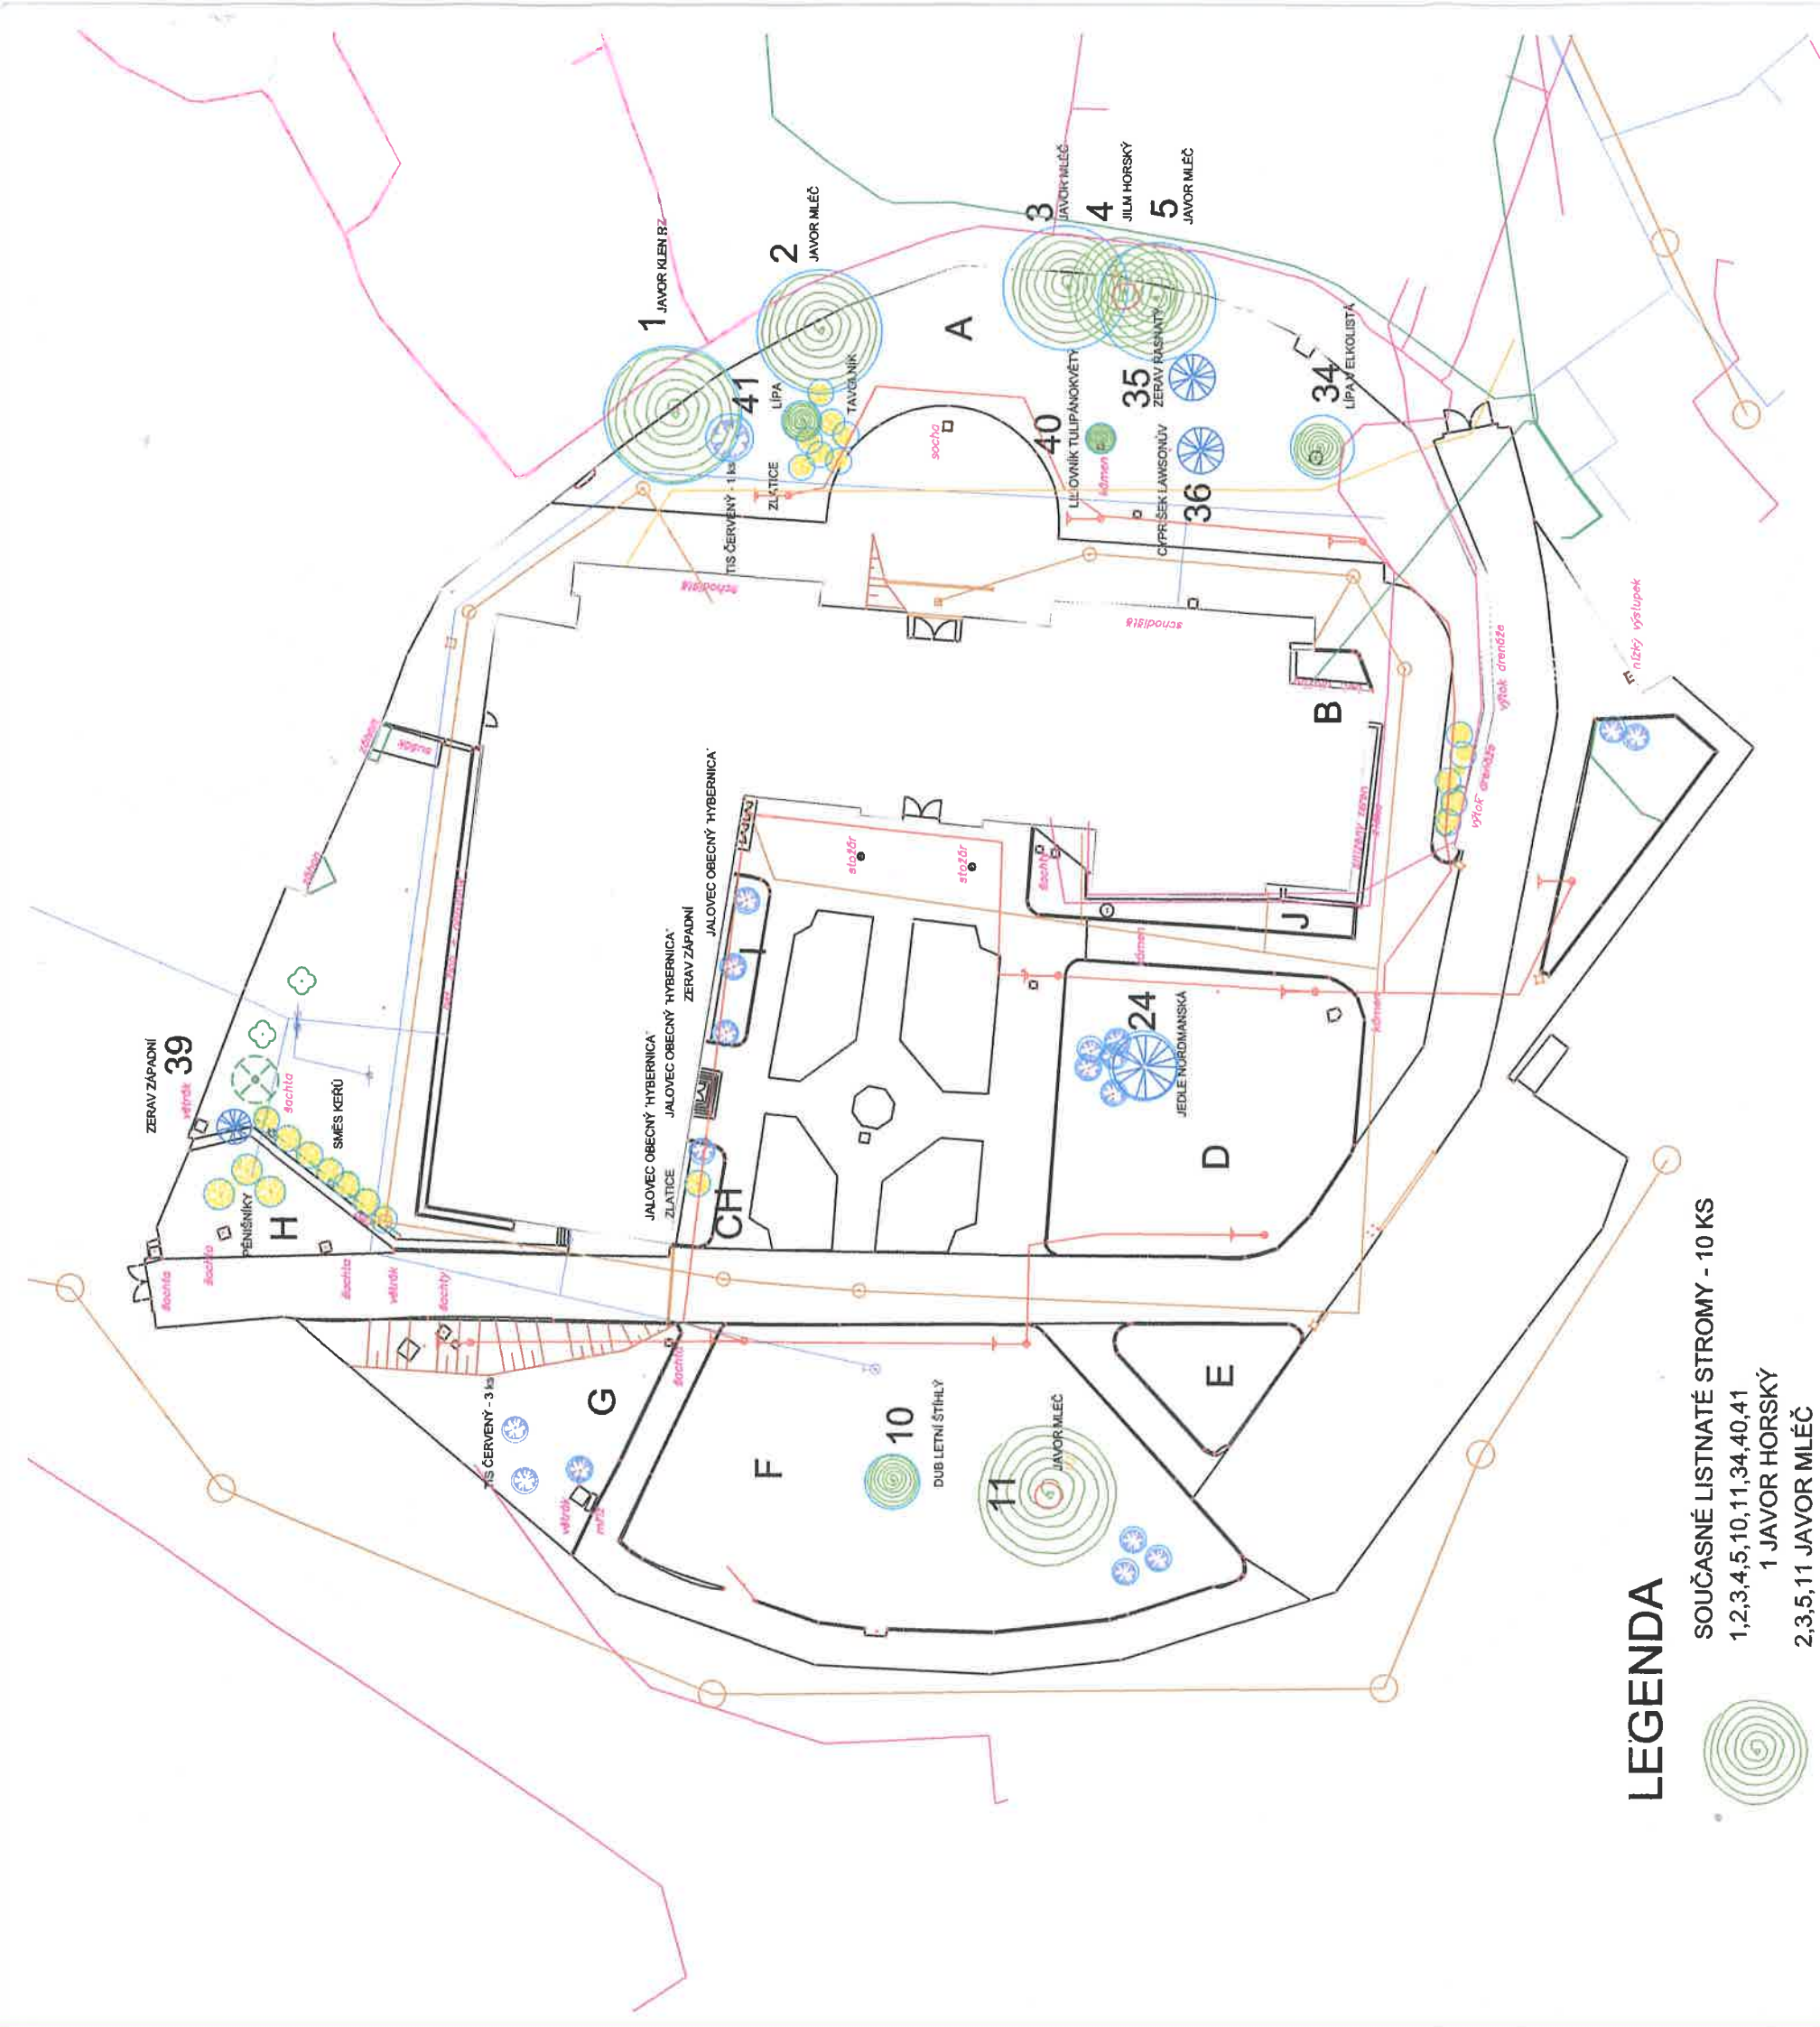 1 JAVOR KLEN RZ
2
JAVOR MLÉČ
3
JAVOR MLÉČ
4
JILM HORSKÝ
5
JAVOR MLÉČ
41
LÍPA
TAVOLNÍK
ZLATICE
TIS ČERVENÝ - 1 ks
A
socha
40
LILIOVNÍK TULIPÁNOKVĚTÝ
kámen
35
ZERAV ŘASNATÝ
36
CYPŘIŠEK LAWSONŮV
34
LÍPA VELKOLISTÁ
schodiště
schodiště
B
nízký výstupek
výtok drenáže
výtok drenáže
záhon
sušák
záhon
JALOVEC OBECNÝ 'HYBERNICA'
ZERAV ZÁPADNÍ
JALOVEC OBECNÝ 'HYBERNICA'
JALOVEC OBECNÝ 'HYBERNICA'
ZLATICE
I
CH
stožár
stožár
šachty
J
kámen
kámen
24
JEDLE NORDMANSKÁ
D
ZERAV ZÁPADNÍ
39
větrák
šachta
SMĚS KEŘŮ
PĚNIŠNÍKY
H
šachta
šachta
šachta
větrák
šachty
šachta
TIS ČERVENÝ - 3 ks
G
větrák
mříž
F
10
DUB LETNÍ ŠTÍHLÝ
11
JAVOR MLÉČ
E
LEGENDA
SOUČASNÉ LISTNATÉ STROMY - 10 KS
1,2,3,4,5,10,11,34,40,41
1 JAVOR HORSKÝ
2,3,5,11 JAVOR MLÉČ